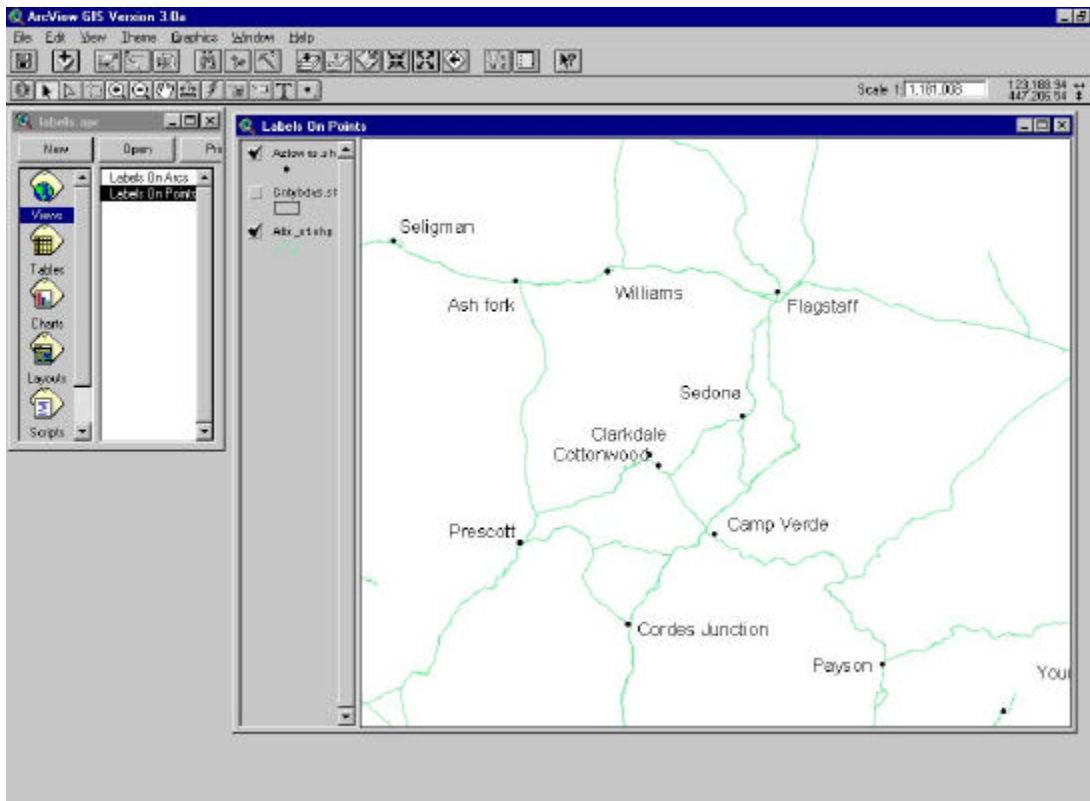 ArcView GIS Version 3.0a
File Edit View Theme Graphics Window Help
Scale 1: 1,181,008
123,188.94
447,206.54
labels.apr
New Open Pri
Labels On Arcs
Labels On Points
Views
Tables
Charts
Layouts
Scripts
Labels On Points
Seligman
Ash fork
Williams
Flagstaff
Sedona
Clarkdale
Cottonwood
Prescott
Camp Verde
Cordes Junction
Payson
Your